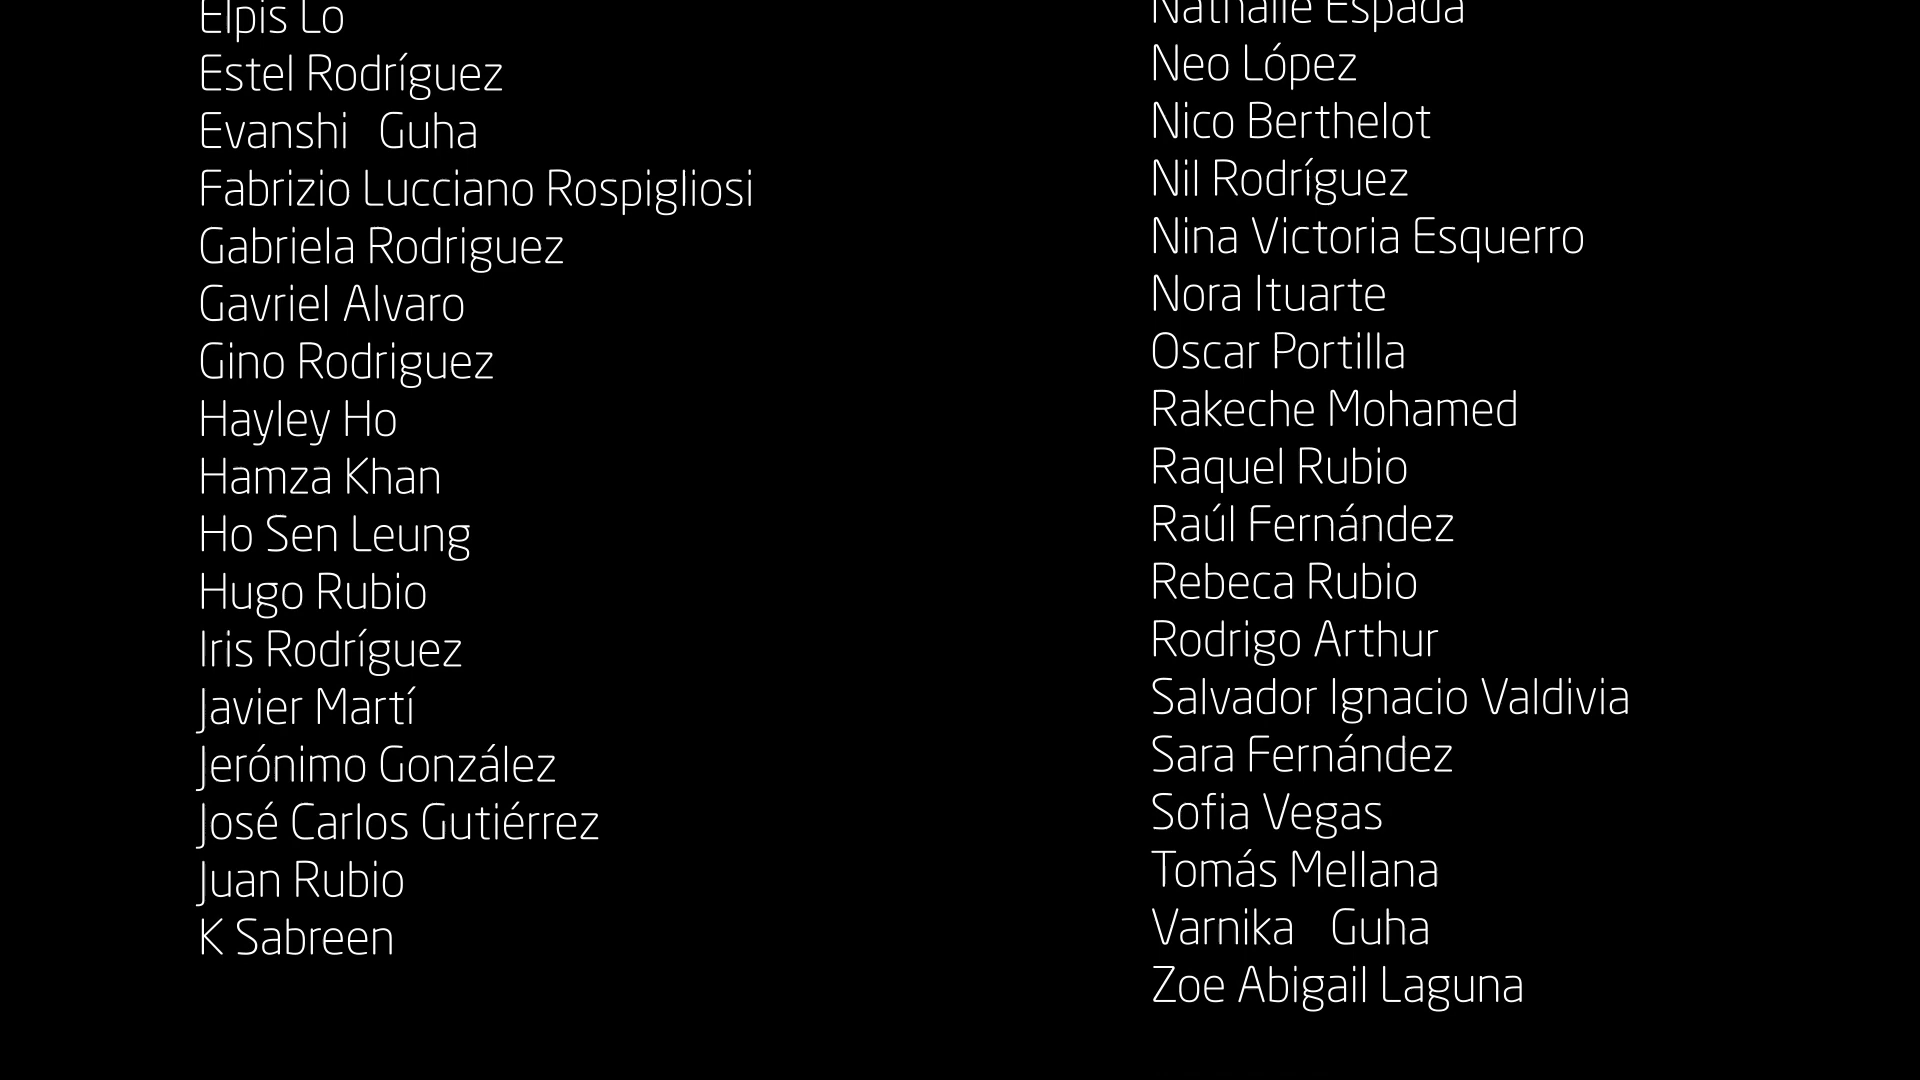 Elpis Lo
Estel Rodríguez
Evanshi Guha
Fabrizio Lucciano Rospigliosi
Gabriela Rodriguez
Gavriel Alvaro
Gino Rodriguez
Hayley Ho
Hamza Khan
Ho Sen Leung
Hugo Rubio
Iris Rodríguez
Javier Martí
Jerónimo González
José Carlos Gutiérrez
Juan Rubio
K Sabreen
Nathalie Espada
Neo López
Nico Berthelot
Nil Rodríguez
Nina Victoria Esquerro
Nora Ituarte
Oscar Portilla
Rakeche Mohamed
Raquel Rubio
Raúl Fernández
Rebeca Rubio
Rodrigo Arthur
Salvador Ignacio Valdivia
Sara Fernández
Sofia Vegas
Tomás Mellana
Varnika Guha
Zoe Abigail Laguna